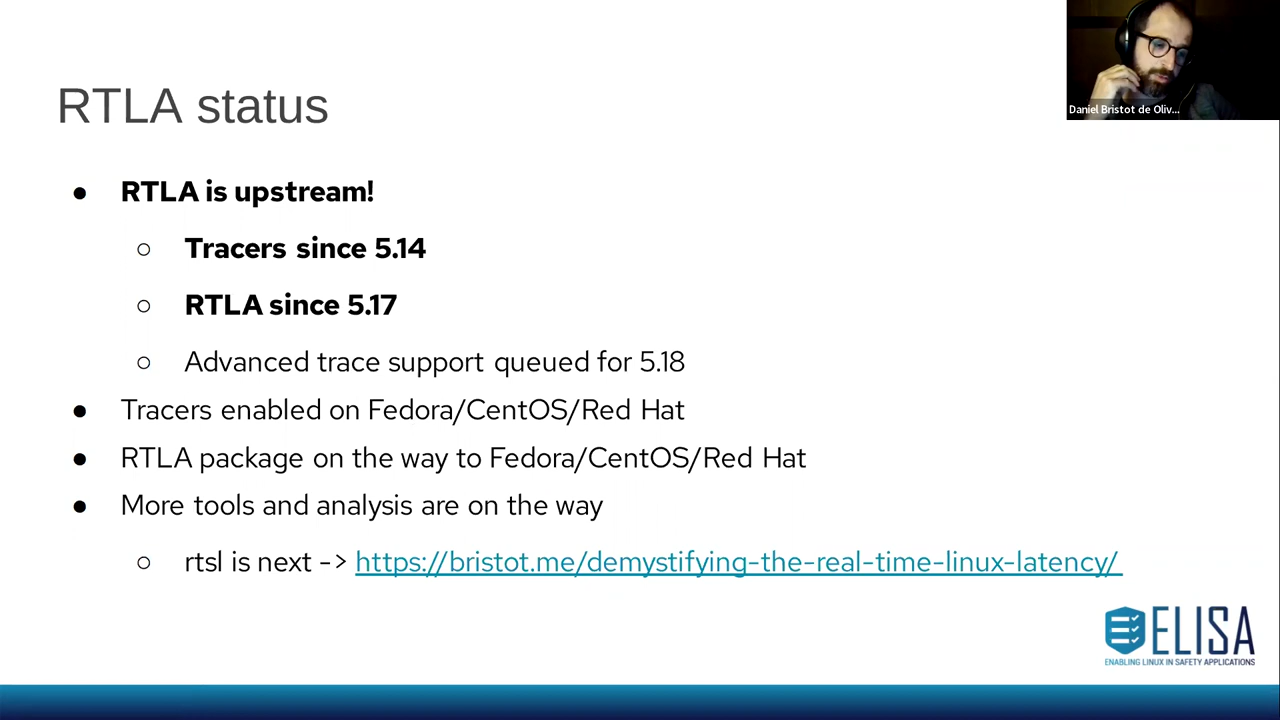 Daniel Bristot de Oliv...
RTLA status
● RTLA is upstream!
○ Tracers since 5.14
○ RTLA since 5.17
○ Advanced trace support queued for 5.18
● Tracers enabled on Fedora/CentOS/Red Hat
● RTLA package on the way to Fedora/CentOS/Red Hat
● More tools and analysis are on the way
○ rtsl is next -> https://bristot.me/demystifying-the-real-time-linux-latency/
ELISA
ENABLING LINUX IN SAFETY APPLICATIONS